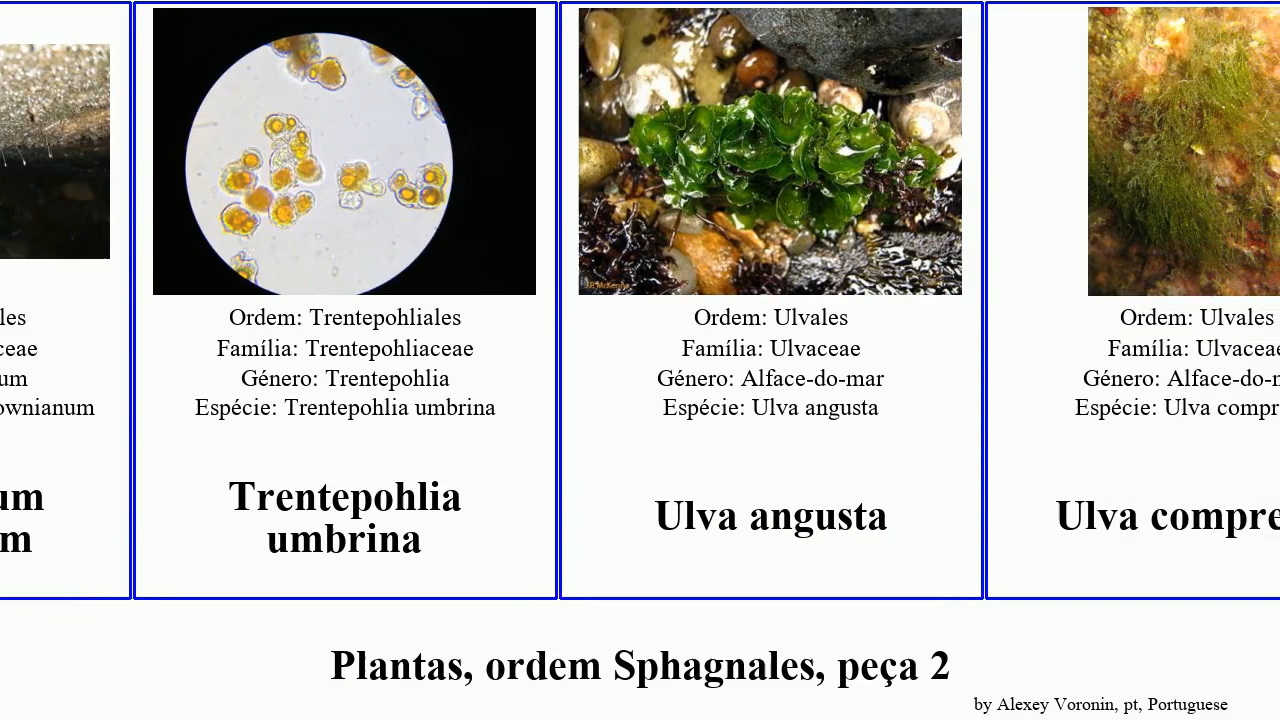 les
ceae
um
ownianum
um
m
Ordem: Trentepohliales
Família: Trentepohliaceae
Género: Trentepohlia
Espécie: Trentepohlia umbrina
Trentepohlia
umbrina
Ordem: Ulvales
Família: Ulvaceae
Género: Alface-do-mar
Espécie: Ulva angusta
Ulva angusta
Ordem: Ulvales
Família: Ulvaceae
Género: Alface-do-m
Espécie: Ulva compr
Ulva compre
Plantas, ordem Sphagnales, peça 2
by Alexey Voronin, pt, Portuguese